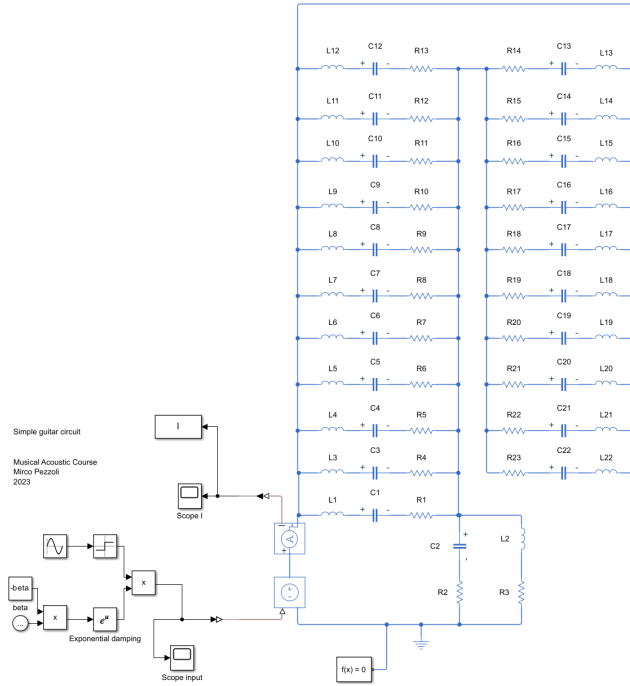 L12 C12 R13 R14 C13 L13
+ - + -
L11 C11 R12 R15 C14 L14
+ - + -
L10 C10 R11 R16 C15 L15
+ - + -
L9 C9 R10 R17 C16 L16
+ - + -
L8 C8 R9 R18 C17 L17
+ - + -
L7 C7 R8 R19 C18 L18
+ - + -
L6 C6 R7 R20 C19 L19
+ - + -
L5 C5 R6 R21 C20 L20
+ - + -
L4 C4 R5 R22 C21 L21
+ - + -
L3 C3 R4 R23 C22 L22
+ - + -
L1 C1 R1
+ -
Simple guitar circuit
Musical Acoustic Course
Mirco Pezzoli
2023
I
Scope I
- A +
+ -
C2 + -
L2
R2
R3
-beta
beta
...
x
e^u
Exponential damping
x
Scope input
f(x) = 0